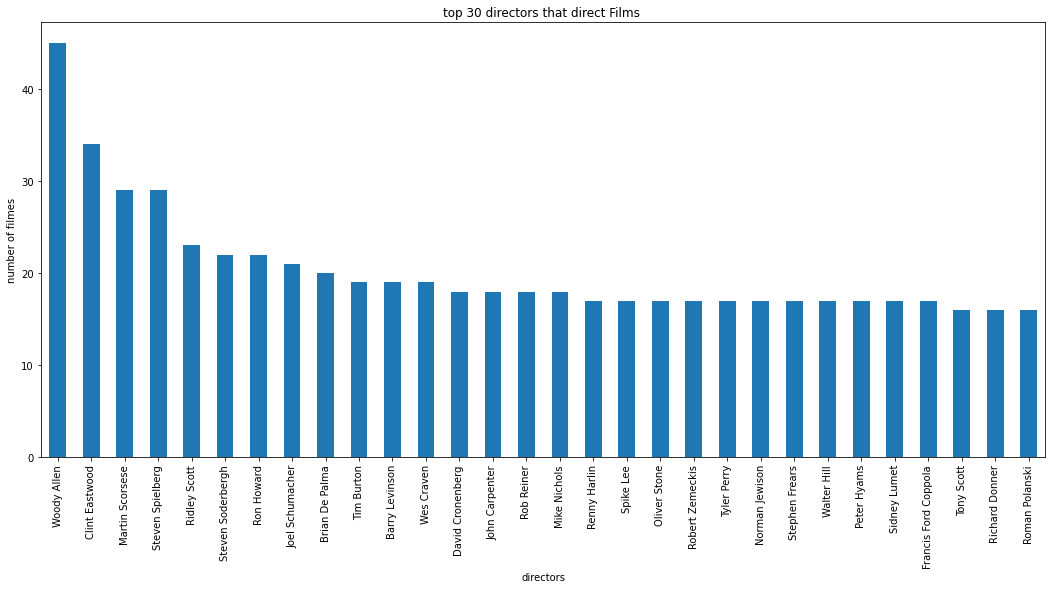 top 30 directors that direct Films
number of filmes
40
30
20
10
0
Woody Allen
Clint Eastwood
Martin Scorsese
Steven Spielberg
Ridley Scott
Steven Soderbergh
Ron Howard
Joel Schumacher
Brian De Palma
Tim Burton
Barry Levinson
Wes Craven
David Cronenberg
John Carpenter
Rob Reiner
Mike Nichols
Renny Harlin
Spike Lee
Oliver Stone
Robert Zemeckis
Tyler Perry
Norman Jewison
Stephen Frears
Walter Hill
Peter Hyams
Sidney Lumet
Francis Ford Coppola
Tony Scott
Richard Donner
Roman Polanski
directors